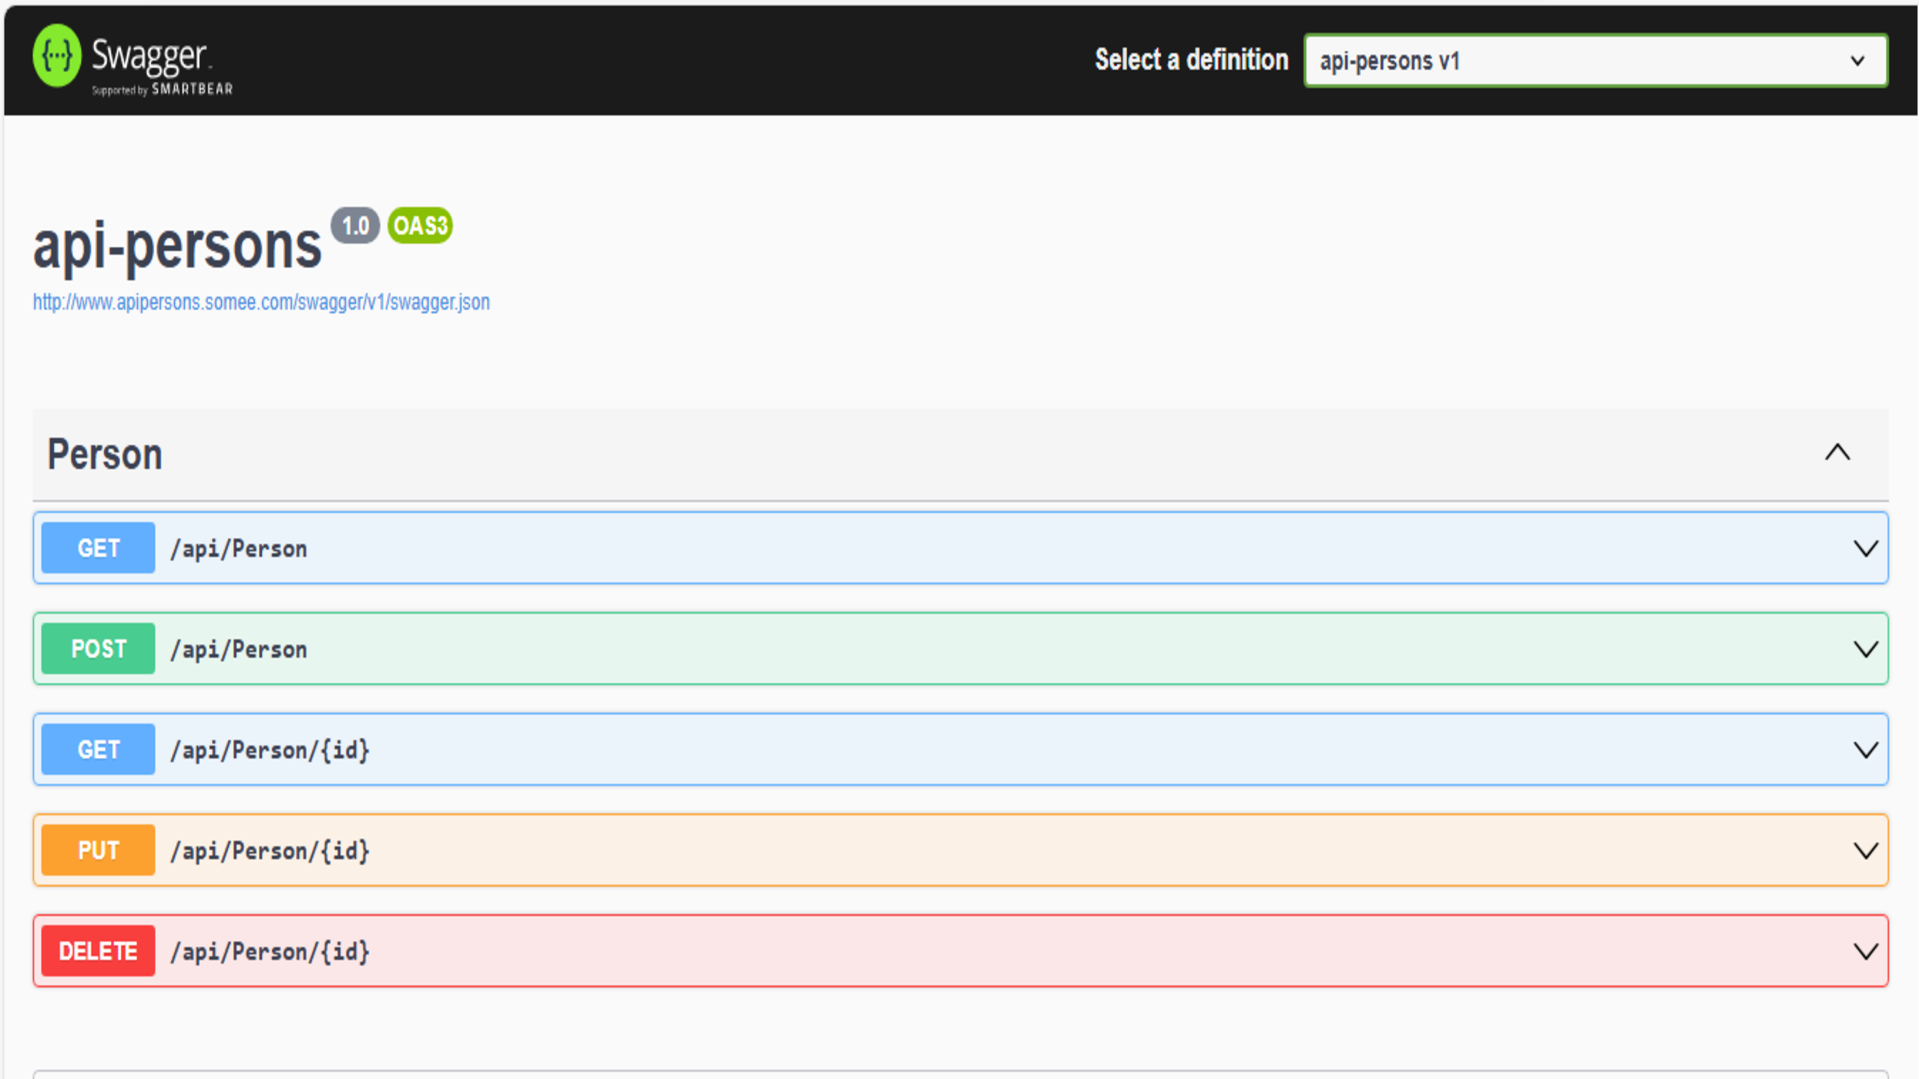 Swagger.
Supported by SMARTBEAR
Select a definition
api-persons v1
api-persons 1.0 OAS3
http://www.apipersons.somee.com/swagger/v1/swagger.json
Person
GET /api/Person
POST /api/Person
GET /api/Person/{id}
PUT /api/Person/{id}
DELETE /api/Person/{id}